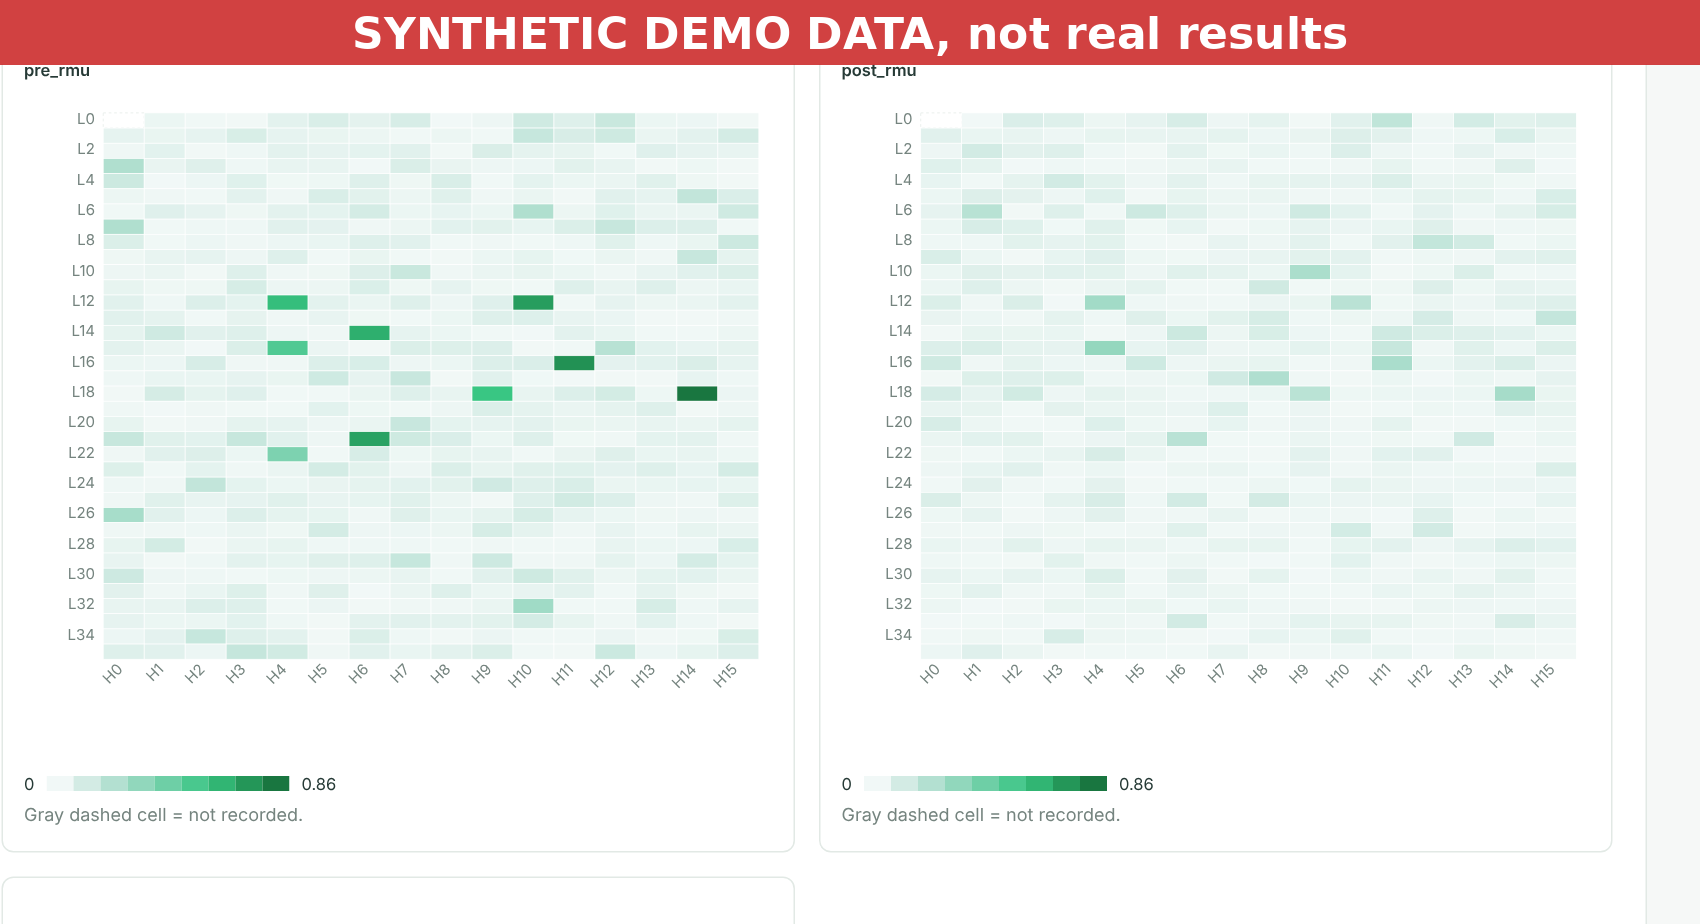 SYNTHETIC DEMO DATA, not real results
pre_rmu
L0
L2
L4
L6
L8
L10
L12
L14
L16
L18
L20
L22
L24
L26
L28
L30
L32
L34
H0 H1 H2 H3 H4 H5 H6 H7 H8 H9 H10 H11 H12 H13 H14 H15
0 0.86
Gray dashed cell = not recorded.
post_rmu
L0
L2
L4
L6
L8
L10
L12
L14
L16
L18
L20
L22
L24
L26
L28
L30
L32
L34
H0 H1 H2 H3 H4 H5 H6 H7 H8 H9 H10 H11 H12 H13 H14 H15
0 0.86
Gray dashed cell = not recorded.